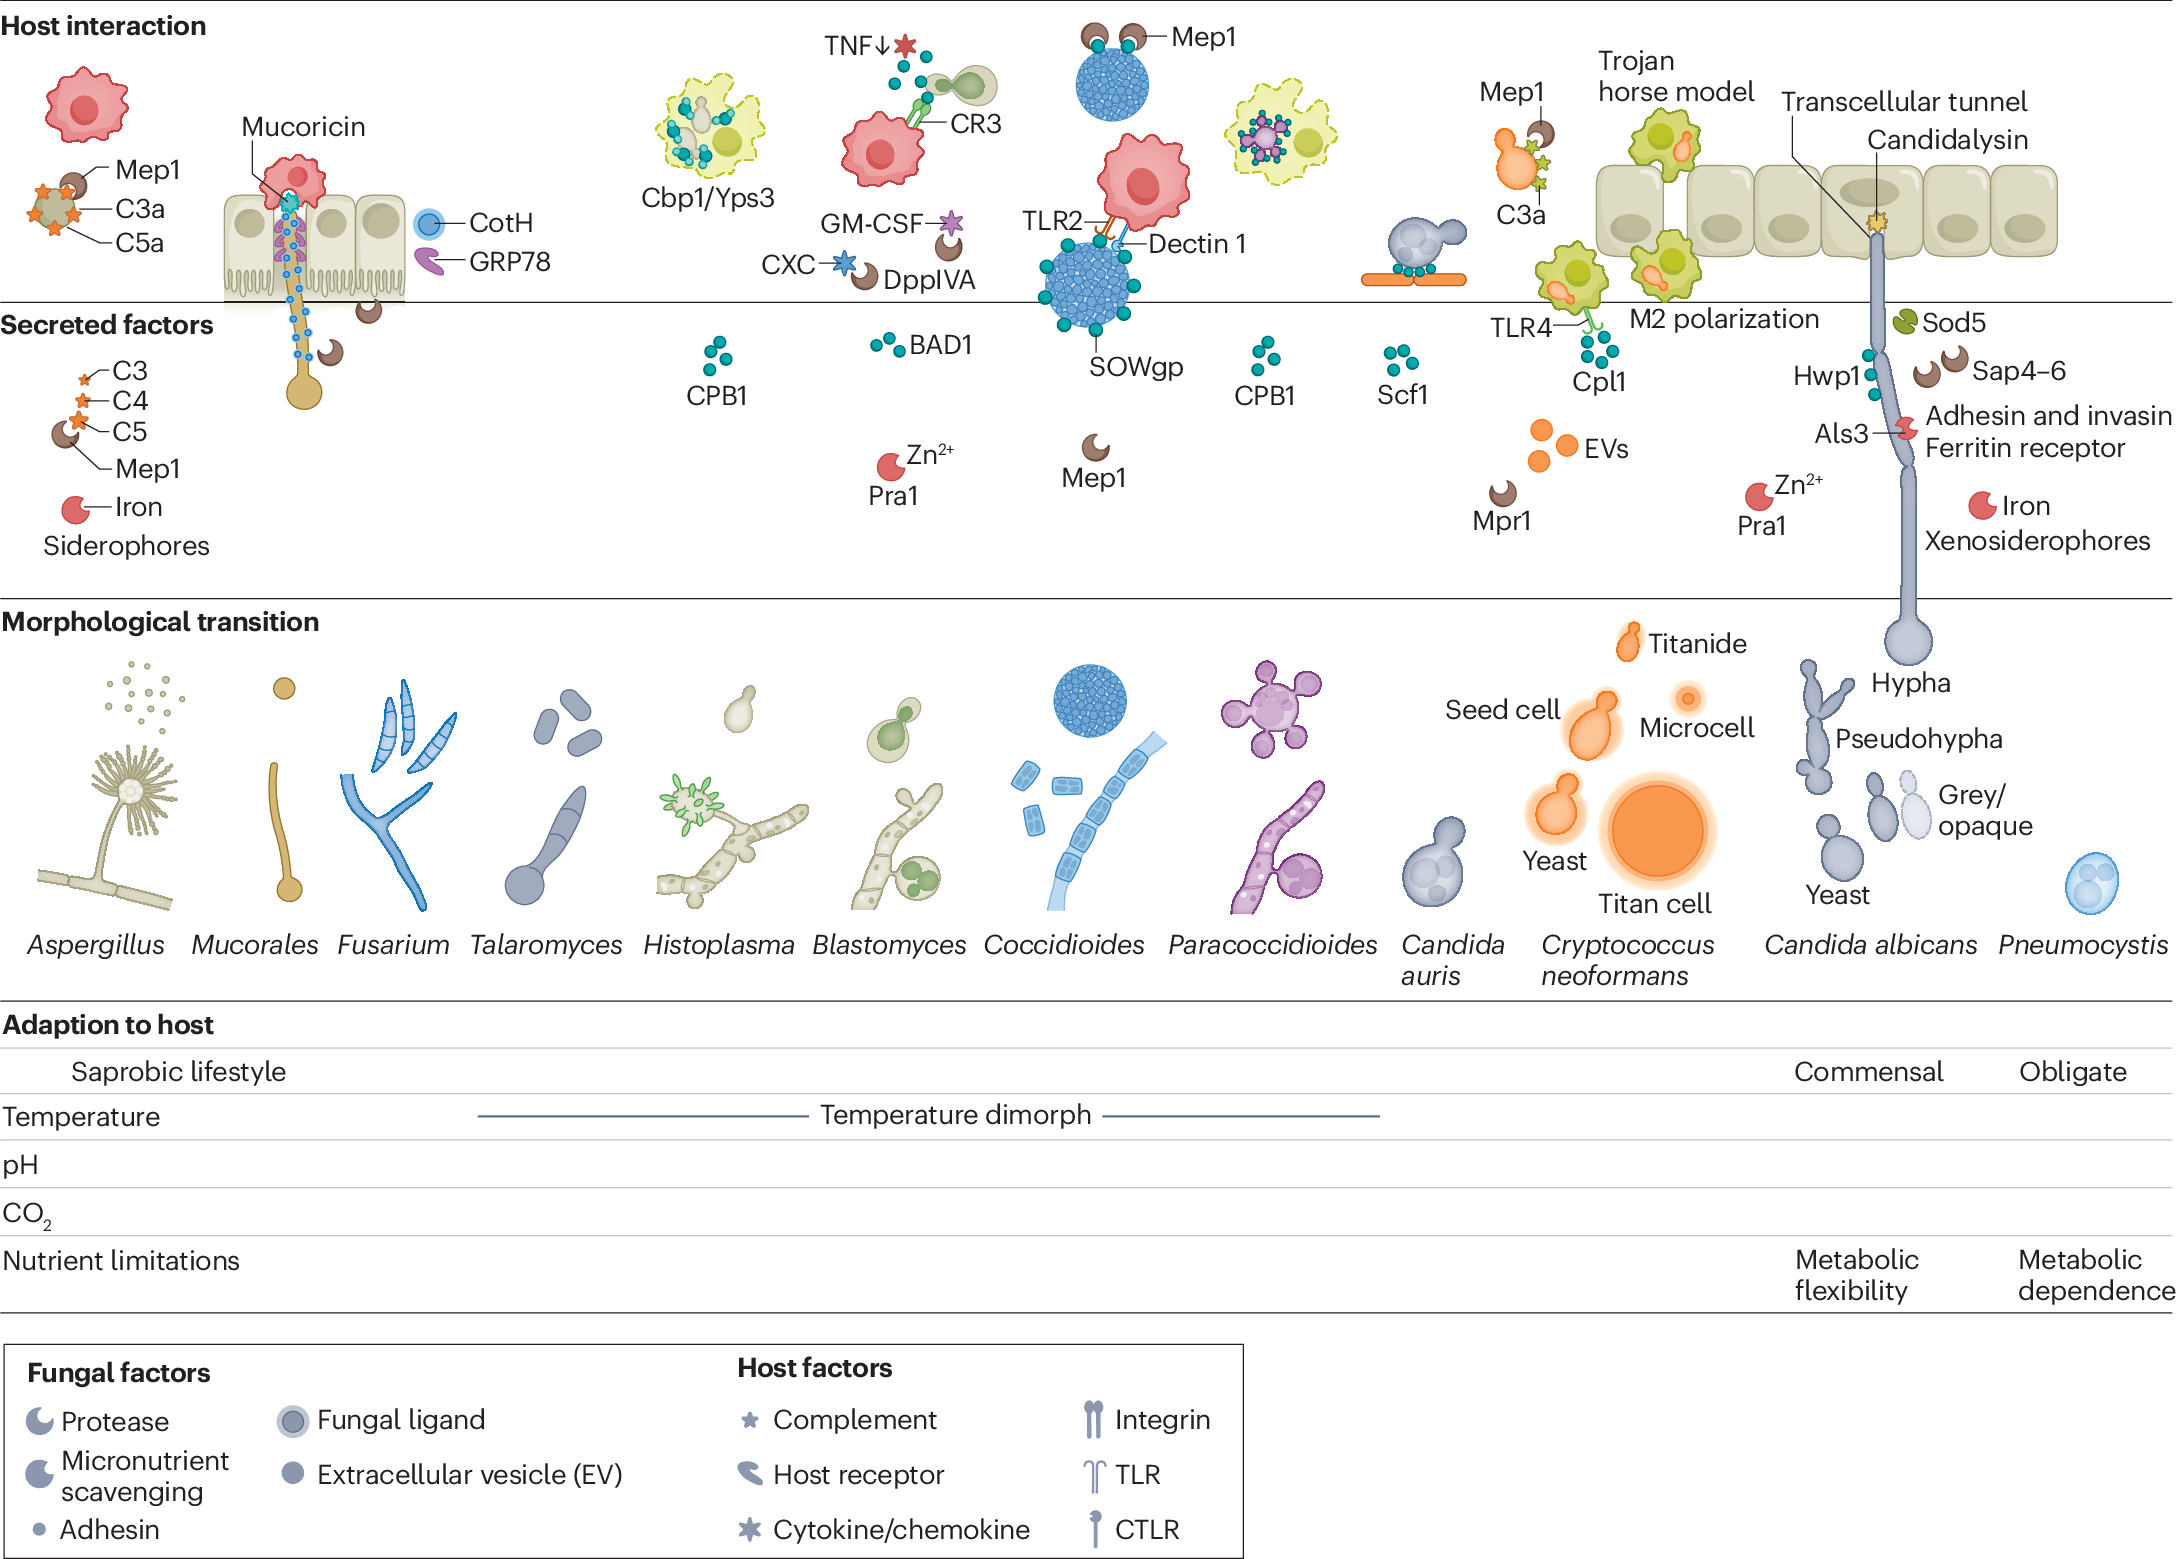 Host interaction
TNF↓
Mep1
CR3
Mucoricin
Mep1
C3a
C5a
CotH
GRP78
Cbp1/Yps3
GM-CSF
CXC
DppIVA
TLR2
Dectin 1
Mep1
C3a
Trojan
horse model
Transcellular tunnel
Candidalysin
TLR4
M2 polarization
Secreted factors
C3
C4
C5
Mep1
Iron
Siderophores
CPB1
BAD1
Zn²⁺
Pra1
SOWgp
Mep1
CPB1
Scf1
Cpl1
EVs
Mpr1
Sod5
Hwp1
Sap4–6
Als3
Adhesin and invasin
Ferritin receptor
Zn²⁺
Pra1
Iron
Xenosiderophores
Morphological transition
Titanide
Seed cell
Microcell
Yeast
Titan cell
Hypha
Pseudohypha
Grey/
opaque
Yeast
Aspergillus
Mucorales
Fusarium
Talaromyces
Histoplasma
Blastomyces
Coccidioides
Paracoccidioides
Candida
auris
Cryptococcus
neoformans
Candida albicans
Pneumocystis
Adaption to host
Saprobic lifestyle
Commensal
Obligate
Temperature
Temperature dimorph
pH
CO₂
Nutrient limitations
Metabolic
flexibility
Metabolic
dependence
Fungal factors
Protease
Micronutrient
scavenging
Adhesin
Fungal ligand
Extracellular vesicle (EV)
Host factors
Complement
Host receptor
Cytokine/chemokine
Integrin
TLR
CTLR